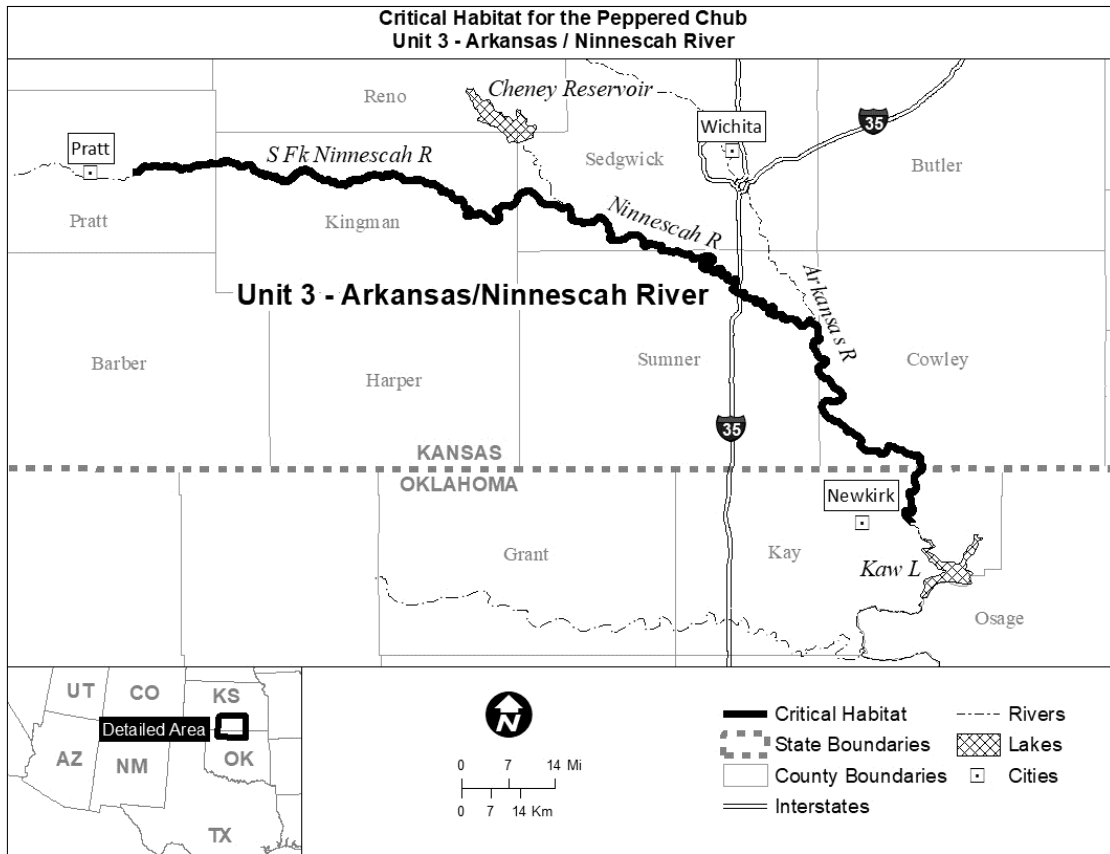 Critical Habitat for the Peppered Chub
Unit 3 - Arkansas / Ninnescah River
Reno
Cheney Reservoir
Wichita
35
Pratt
S Fk Ninnescah R
Sedgwick
Butler
Pratt
Kingman
Ninnescah R
Arkansas R
Unit 3 - Arkansas/Ninnescah River
Barber
Harper
Sumner
Cowley
35
KANSAS
OKLAHOMA
Newkirk
Grant
Kay
Kaw L
Osage
UT
CO
KS
Detailed Area
AZ
NM
OK
TX
N
0 7 14 Mi
0 7 14 Km
Critical Habitat
State Boundaries
County Boundaries
Interstates
Rivers
Lakes
Cities